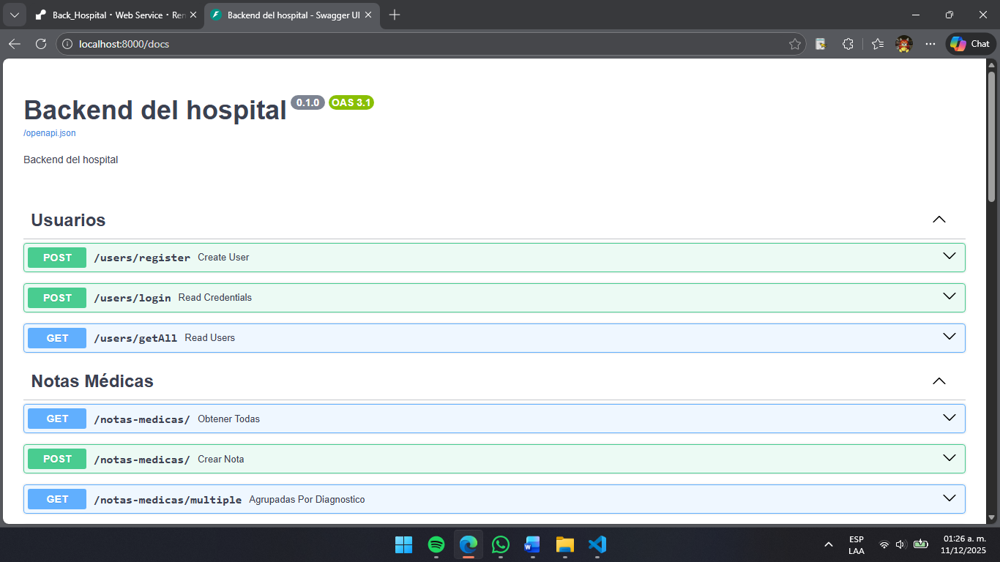 Back_Hospital · Web Service · Ren
Backend del hospital - Swagger UI
localhost:8000/docs
Chat
Backend del hospital 0.1.0 OAS 3.1
/openapi.json
Backend del hospital
Usuarios
POST /users/register Create User
POST /users/login Read Credentials
GET /users/getAll Read Users
Notas Médicas
GET /notas-medicas/ Obtener Todas
POST /notas-medicas/ Crear Nota
GET /notas-medicas/multiple Agrupadas Por Diagnostico
ESP
LAA
01:26 a. m.
11/12/2025